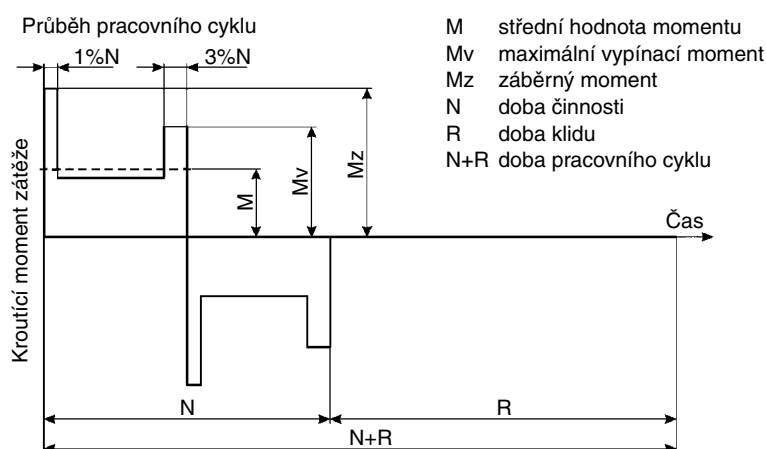 Průběh pracovního cyklu
1%N
3%N
M střední hodnota momentu
Mv maximální vypínací moment
Mz záběrný moment
N doba činnosti
R doba klidu
N+R doba pracovního cyklu
Kroutící moment zátěže
M
Mv
Mz
Čas
N
R
N+R